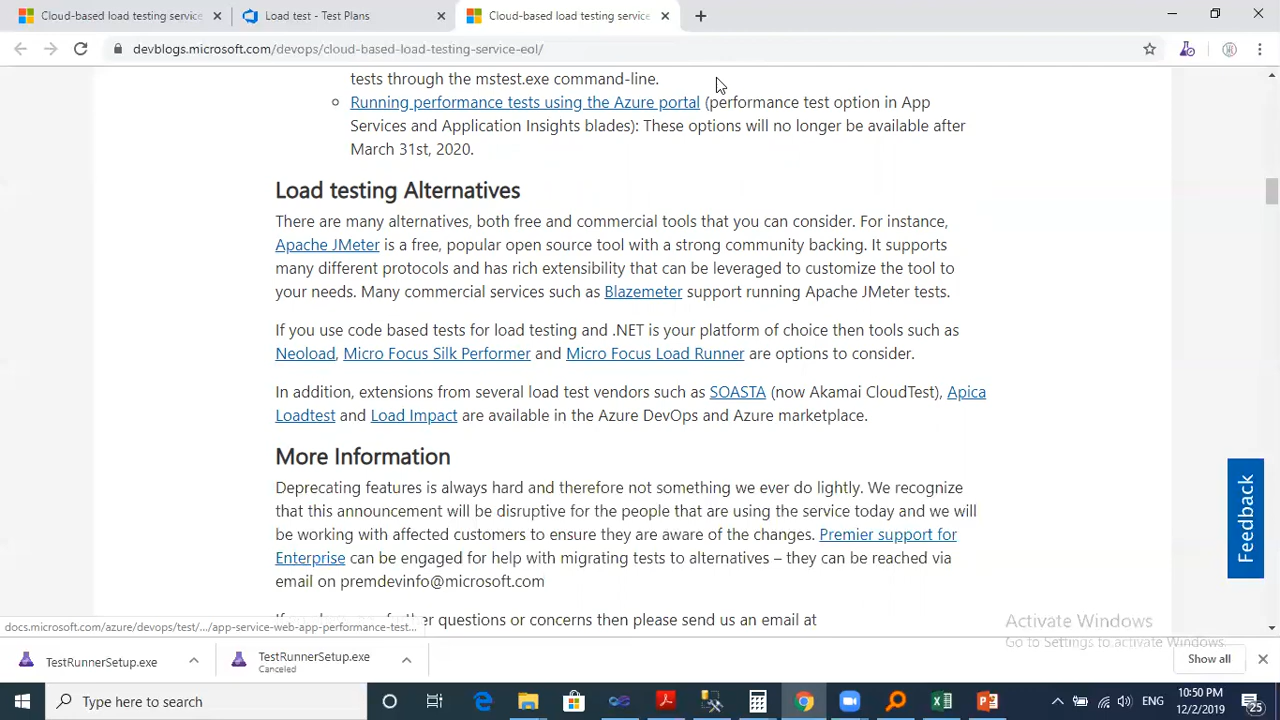 Cloud-based load testing servic
Load test - Test Plans
Cloud-based load testing service
devblogs.microsoft.com/devops/cloud-based-load-testing-service-eol/
tests through the mstest.exe command-line.
Running performance tests using the Azure portal (performance test option in App
Services and Application Insights blades): These options will no longer be available after
March 31st, 2020.
Load testing Alternatives
There are many alternatives, both free and commercial tools that you can consider. For instance,
Apache JMeter is a free, popular open source tool with a strong community backing. It supports
many different protocols and has rich extensibility that can be leveraged to customize the tool to
your needs. Many commercial services such as Blazemeter support running Apache JMeter tests.
If you use code based tests for load testing and .NET is your platform of choice then tools such as
Neoload, Micro Focus Silk Performer and Micro Focus Load Runner are options to consider.
In addition, extensions from several load test vendors such as SOASTA (now Akamai CloudTest), Apica
Loadtest and Load Impact are available in the Azure DevOps and Azure marketplace.
More Information
Deprecating features is always hard and therefore not something we ever do lightly. We recognize
that this announcement will be disruptive for the people that are using the service today and we will
be working with affected customers to ensure they are aware of the changes. Premier support for
Enterprise can be engaged for help with migrating tests to alternatives – they can be reached via
email on premdevinfo@microsoft.com
Feedback
questions or concerns then please send us an email at
docs.microsoft.com/azure/devops/test/.../app-service-web-app-performance-test...
Activate Windows
Go to Settings to activate Windows.
TestRunnerSetup.exe
TestRunnerSetup.exe
Canceled
Show all
Type here to search
ENG
10:50 PM
12/2/2019
25